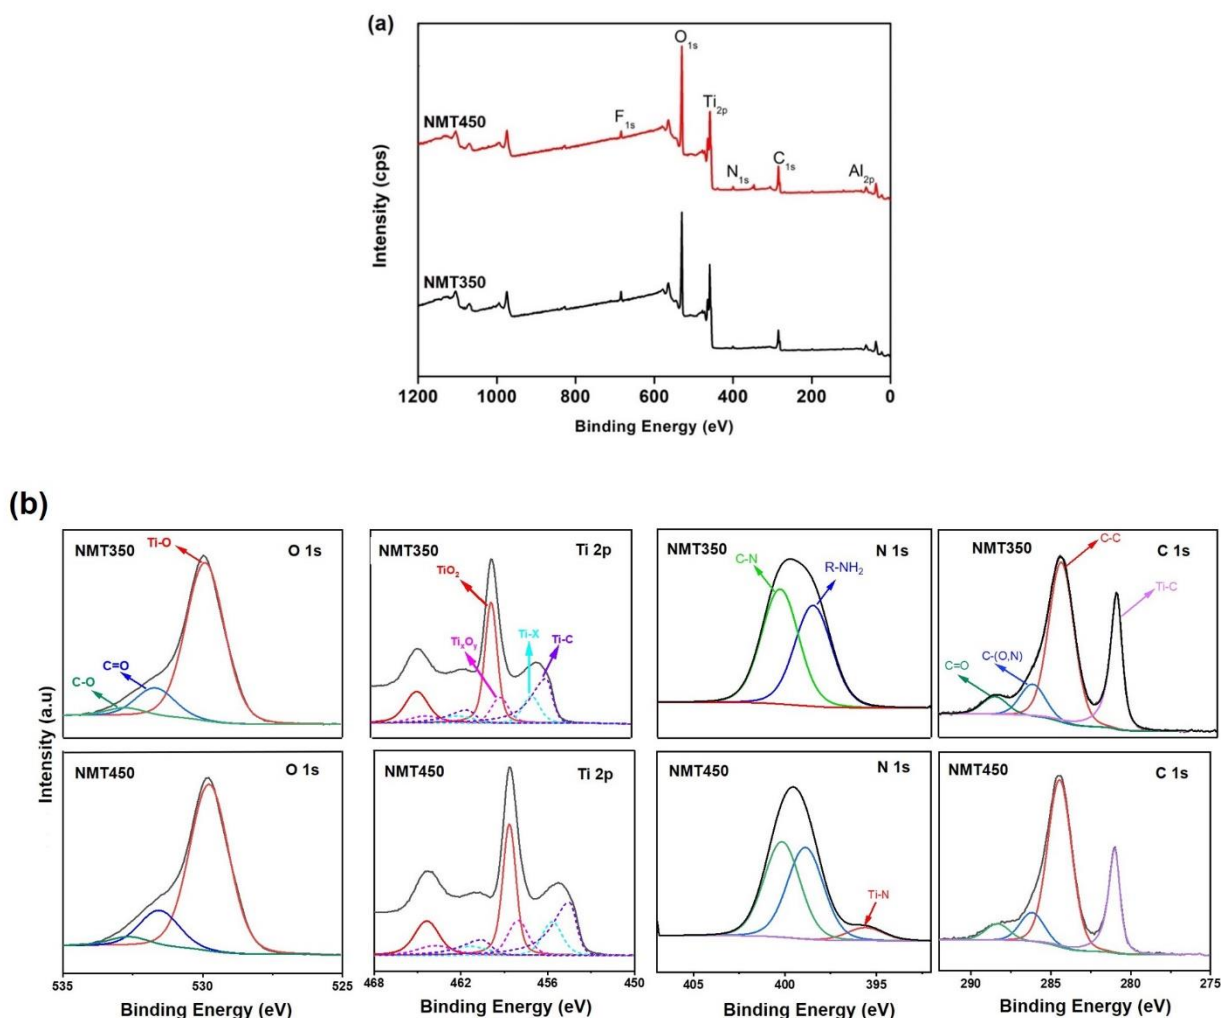 (a)
O1s
NMT450
F1s
Ti2p
N1s
C1s
Al2p
NMT350
Intensity (cps)
1200 1000 800 600 400 200 0
Binding Energy (eV)
(b)
NMT350 Ti-O O 1s
C=O
C-O
NMT350 Ti 2p
TiO2
TixOy
Ti-X
Ti-C
NMT350 N 1s
C-N
R-NH2
NMT350 C 1s
C-C
Ti-C
C-(O,N)
C=O
Intensity (a.u)
NMT450 O 1s
NMT450 Ti 2p
NMT450 N 1s
Ti-N
NMT450 C 1s
535 530 525
468 462 456 450
400 395
290 285 280 275
Binding Energy (eV)
Binding Energy (eV)
Binding Energy (eV)
Binding Energy (eV)